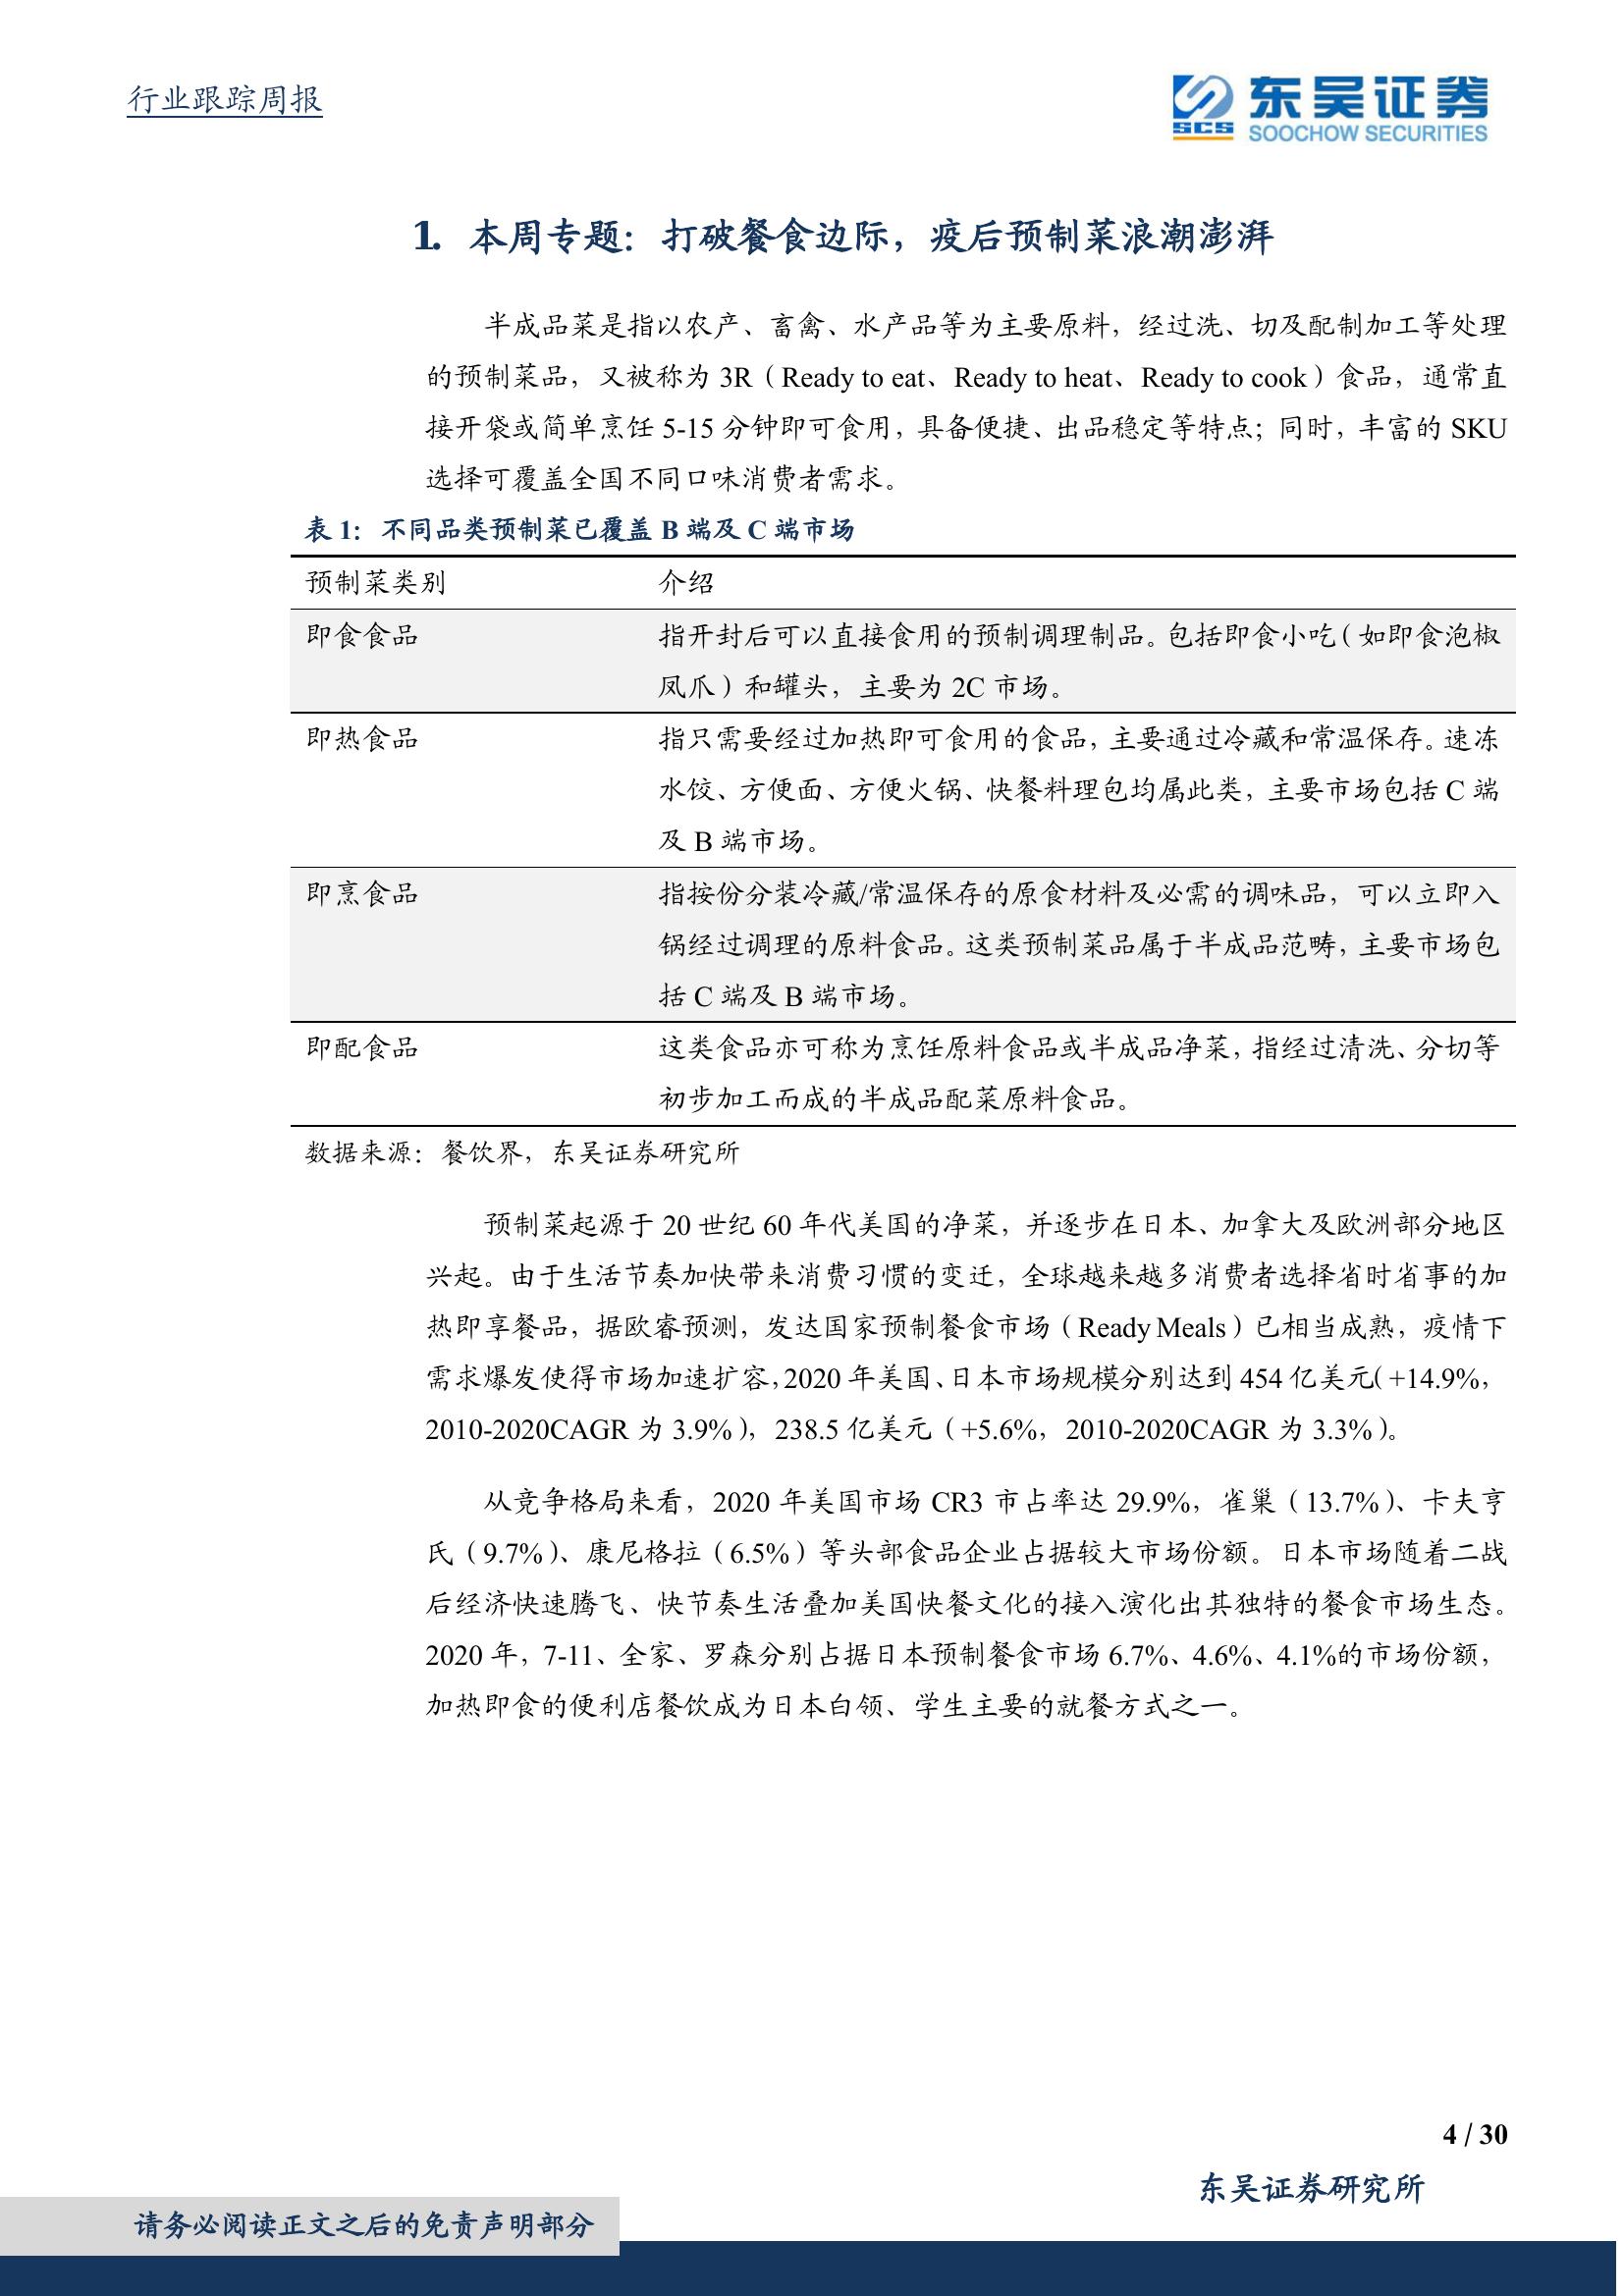 行业跟踪周报
东吴证券
SCS
SOOCHOW SECURITIES
1. 本周专题：打破餐食边际，疫后预制菜浪潮澎湃
半成品菜是指以农产、畜禽、水产品等为主要原料，经过洗、切及配制加工等处理
的预制菜品，又被称为 3R（Ready to eat、Ready to heat、Ready to cook）食品，通常直
接开袋或简单烹饪 5-15 分钟即可食用，具备便捷、出品稳定等特点；同时，丰富的 SKU
选择可覆盖全国不同口味消费者需求。
表 1：不同品类预制菜已覆盖 B 端及 C 端市场
预制菜类别 介绍
即食食品 指开封后可以直接食用的预制调理制品。包括即食小吃（如即食泡椒
凤爪）和罐头，主要为 2C 市场。
即热食品 指只需要经过加热即可食用的食品，主要通过冷藏和常温保存。速冻
水饺、方便面、方便火锅、快餐料理包均属此类，主要市场包括 C 端
及 B 端市场。
即烹食品 指按份分装冷藏/常温保存的原食材料及必需的调味品，可以立即入
锅经过调理的原料食品。这类预制菜品属于半成品范畴，主要市场包
括 C 端及 B 端市场。
即配食品 这类食品亦可称为烹饪原料食品或半成品净菜，指经过清洗、分切等
初步加工而成的半成品配菜原料食品。
数据来源：餐饮界，东吴证券研究所
预制菜起源于 20 世纪 60 年代美国的净菜，并逐步在日本、加拿大及欧洲部分地区
兴起。由于生活节奏加快带来消费习惯的变迁，全球越来越多消费者选择省时省事的加
热即享餐品，据欧睿预测，发达国家预制餐食市场（Ready Meals）已相当成熟，疫情下
需求爆发使得市场加速扩容，2020 年美国、日本市场规模分别达到 454 亿美元（+14.9%，
2010-2020CAGR 为 3.9%），238.5 亿美元（+5.6%，2010-2020CAGR 为 3.3%）。
从竞争格局来看，2020 年美国市场 CR3 市占率达 29.9%，雀巢（13.7%）、卡夫亨
氏（9.7%）、康尼格拉（6.5%）等头部食品企业占据较大市场份额。日本市场随着二战
后经济快速腾飞、快节奏生活叠加美国快餐文化的接入演化出其独特的餐食市场生态。
2020 年，7-11、全家、罗森分别占据日本预制餐食市场 6.7%、4.6%、4.1%的市场份额，
加热即食的便利店餐饮成为日本白领、学生主要的就餐方式之一。
4 / 30
东吴证券研究所
请务必阅读正文之后的免责声明部分